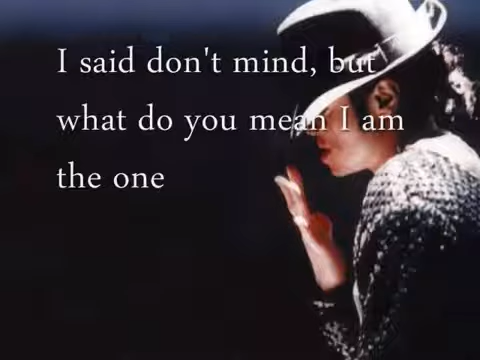 I said don't mind, but
what do you mean I am
the one